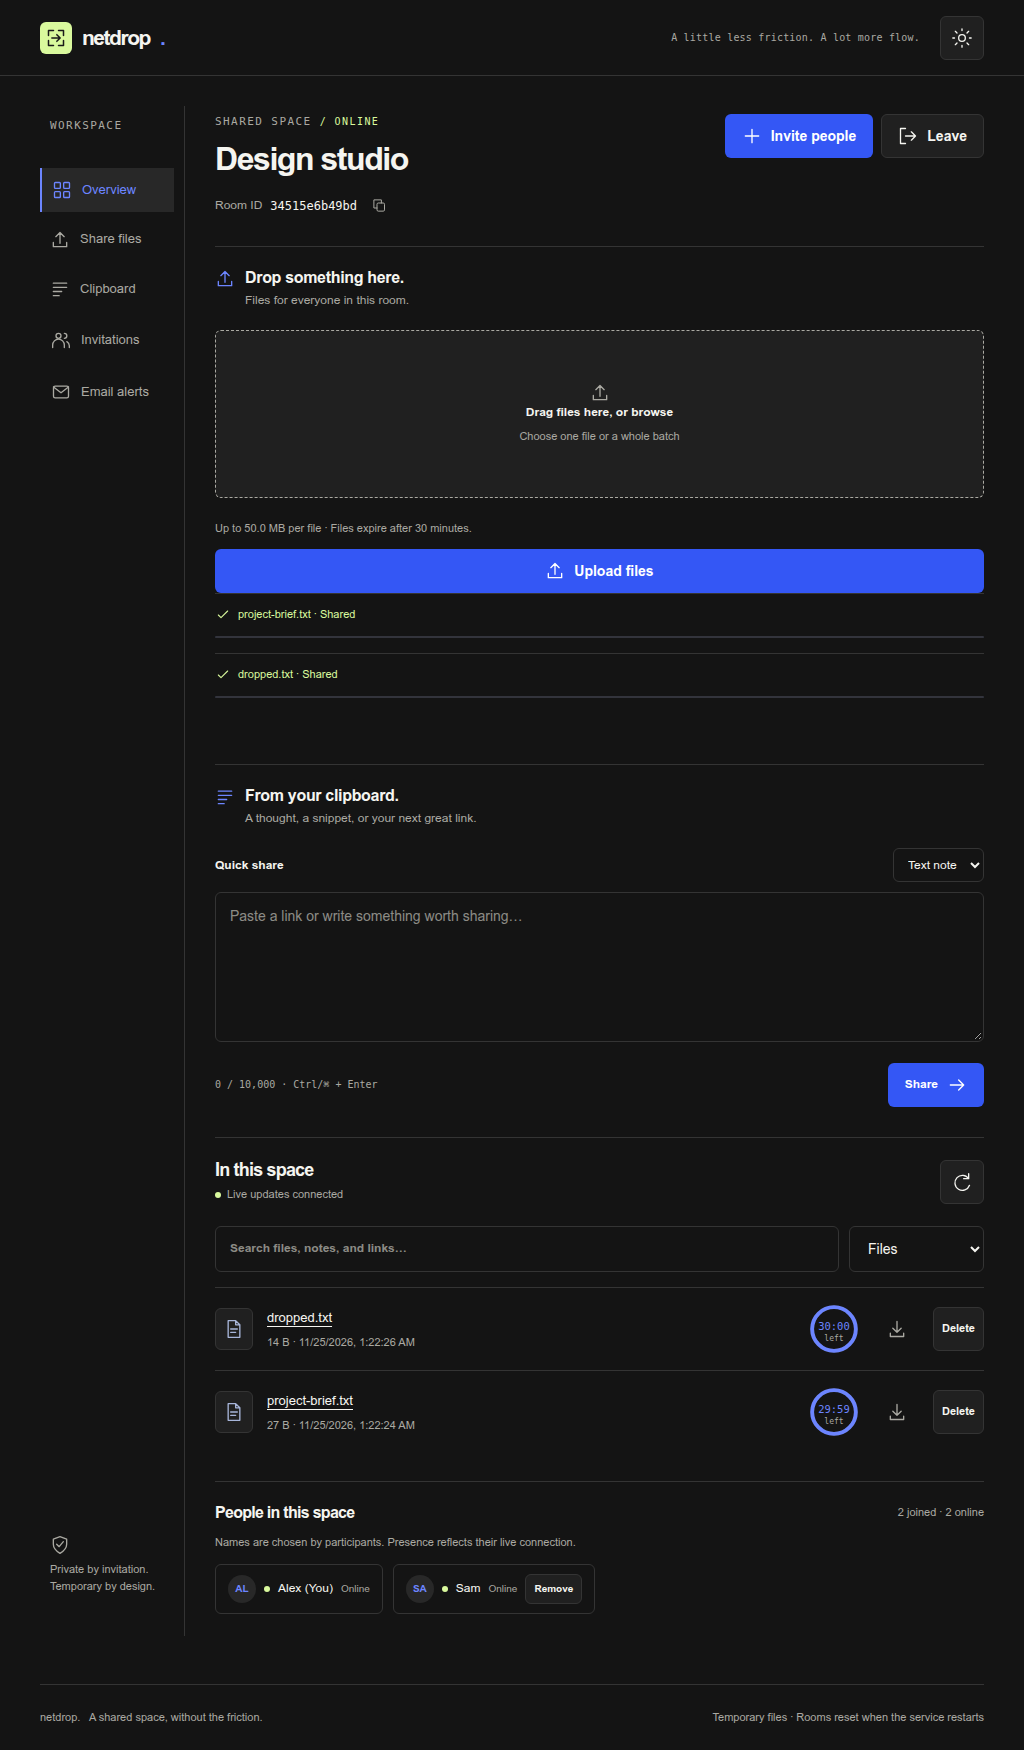 netdrop.
A little less friction. A lot more flow.
WORKSPACE
Overview
Share files
Clipboard
Invitations
Email alerts
SHARED SPACE / ONLINE
Design studio
Room ID 34515e6b49bd
Invite people
Leave
Drop something here.
Files for everyone in this room.
Drag files here, or browse
Choose one file or a whole batch
Up to 50.0 MB per file · Files expire after 30 minutes.
Upload files
project-brief.txt · Shared
dropped.txt · Shared
From your clipboard.
A thought, a snippet, or your next great link.
Quick share
Text note
Paste a link or write something worth sharing…
0 / 10,000 · Ctrl/⌘ + Enter
Share
In this space
Live updates connected
Search files, notes, and links…
Files
dropped.txt
14 B · 11/25/2026, 1:22:26 AM
30:00
left
Delete
project-brief.txt
27 B · 11/25/2026, 1:22:24 AM
29:59
left
Delete
People in this space
2 joined · 2 online
Names are chosen by participants. Presence reflects their live connection.
AL Alex (You) Online
SA Sam Online Remove
Private by invitation.
Temporary by design.
netdrop. A shared space, without the friction.
Temporary files · Rooms reset when the service restarts